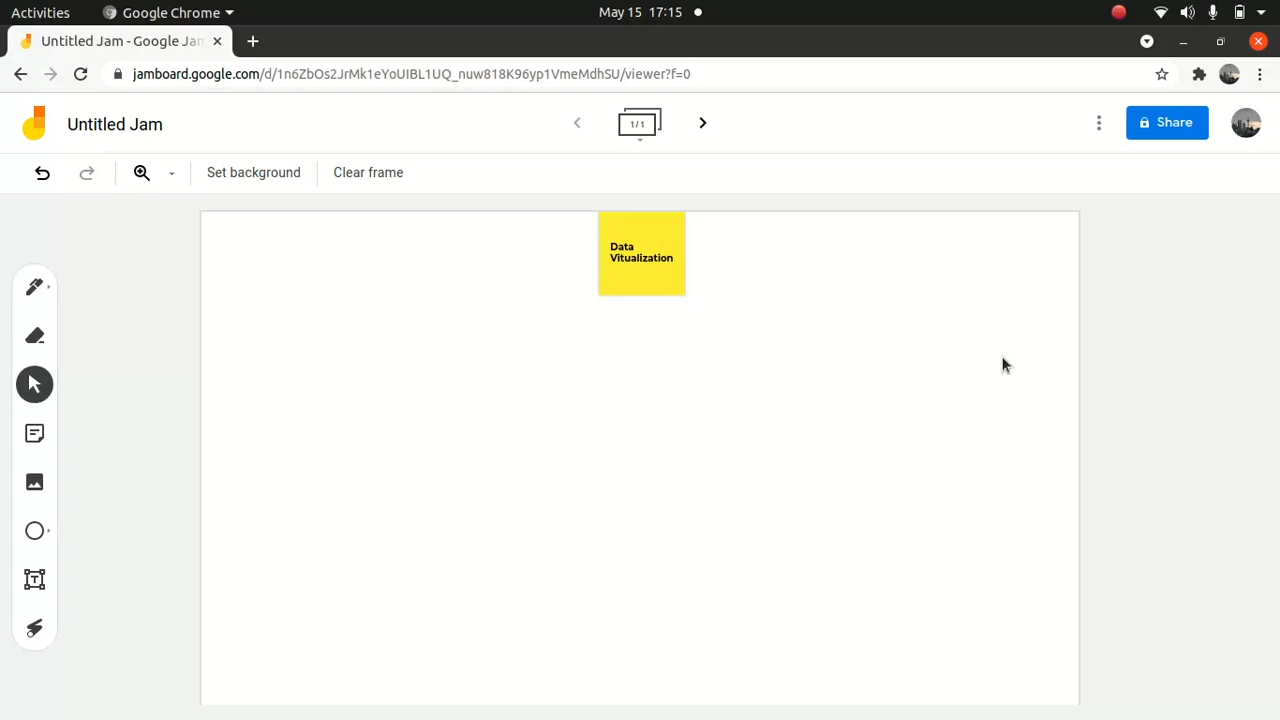 Activities Google Chrome May 15 17:15
Untitled Jam - Google Jam
jamboard.google.com/d/1n6ZbOs2JrMk1eYoUIBL1UQ_nuw818K96yp1VmeMdhSU/viewer?f=0
Untitled Jam 1/1 Share
Set background Clear frame
Data
Vitualization